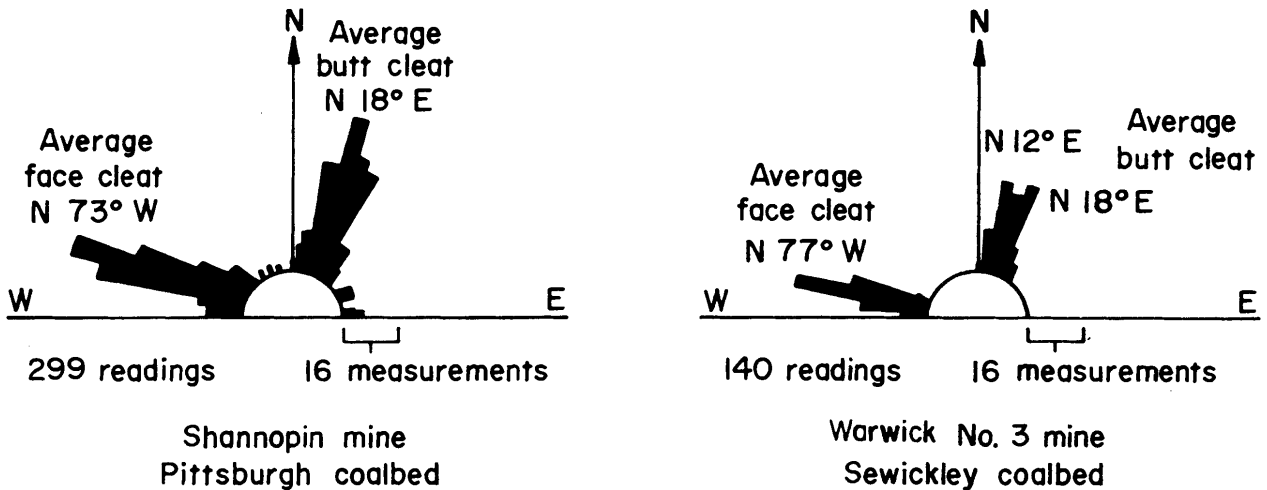 N
Average
butt cleat
N 18° E
Average
face cleat
N 73° W
W
E
299 readings
16 measurements
Shannopin mine
Pittsburgh coalbed
N
N 12° E
Average
butt cleat
N 18° E
Average
face cleat
N 77° W
W
E
140 readings
16 measurements
Warwick No. 3 mine
Sewickley coalbed